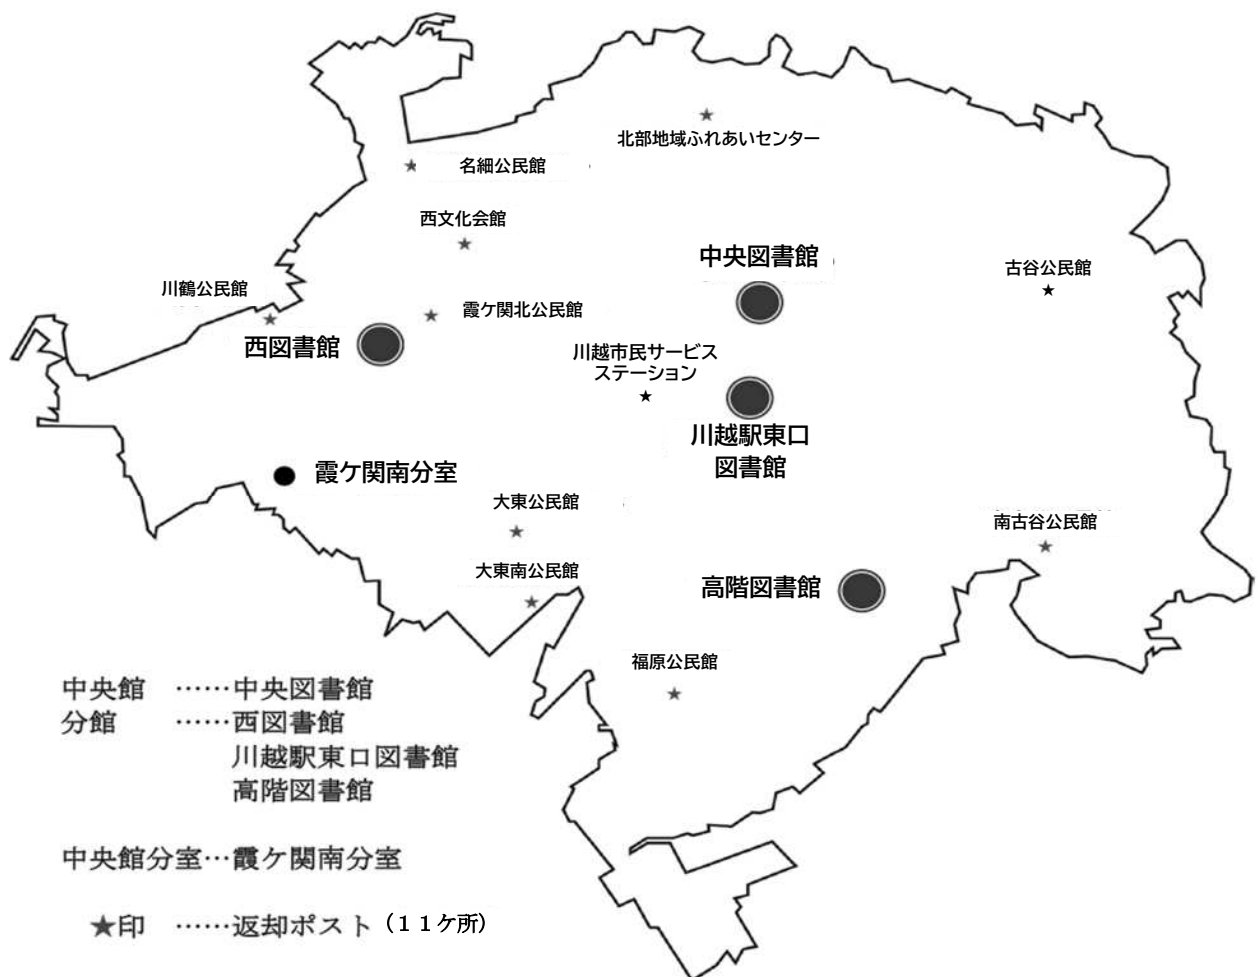 北部地域ふれあいセンター
★ 名細公民館
西文化会館
中央図書館
古谷公民館
川鶴公民館
霞ケ関北公民館
西図書館
川越市民サービス
ステーション
川越駅東口
図書館
霞ケ関南分室
大東公民館
南古谷公民館
大東南公民館
高階図書館
福原公民館
中央館 ……中央図書館
分館 ……西図書館
川越駅東口図書館
高階図書館
中央館分室…霞ケ関南分室
★印 ……返却ポスト（１１ケ所）